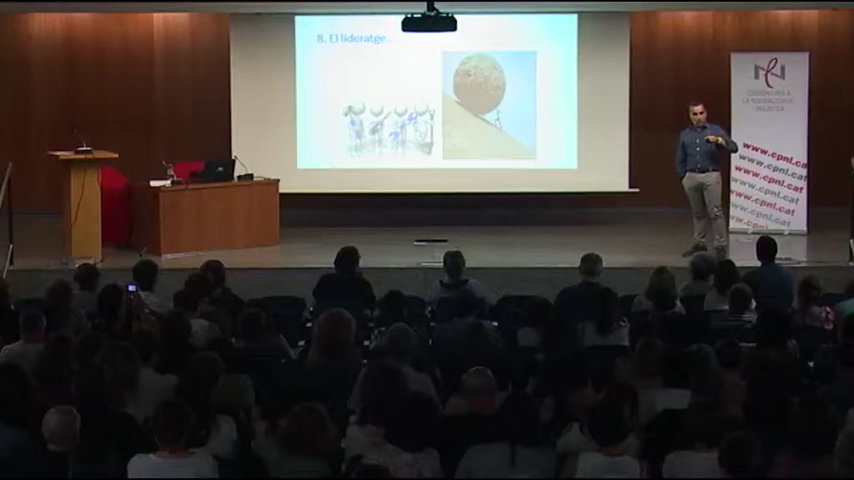 8. El lideratge...
CONSORCI PER A
LA NORMALITZACIÓ
LINGÜÍSTICA
www.cpnl.cat
www.cpnl.cat
www.cpnl.cat
www.cpnl.cat
www.cpnl.cat
www.cpnl.cat